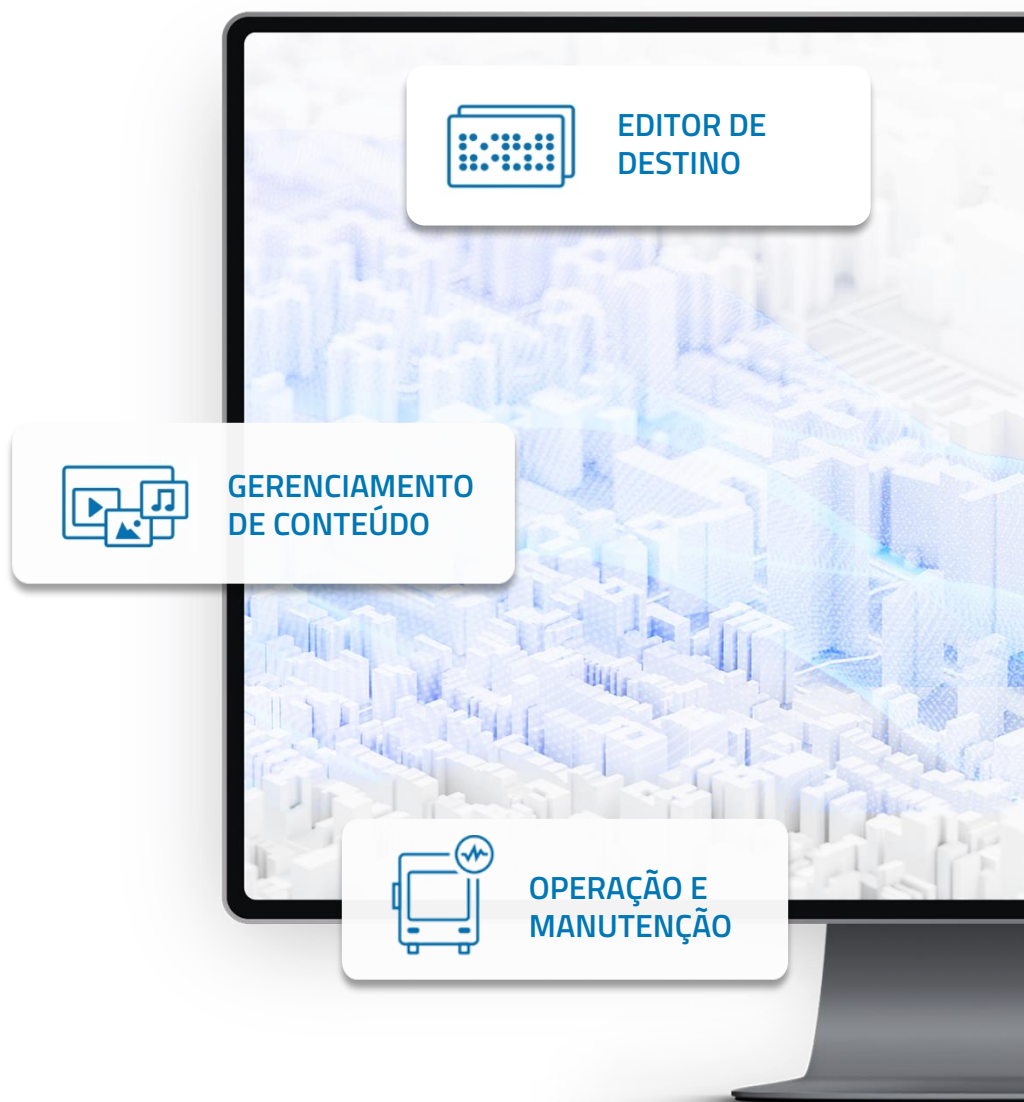 EDITOR DE
DESTINO
GERENCIAMENTO
DE CONTEÚDO
OPERAÇÃO E
MANUTENÇÃO